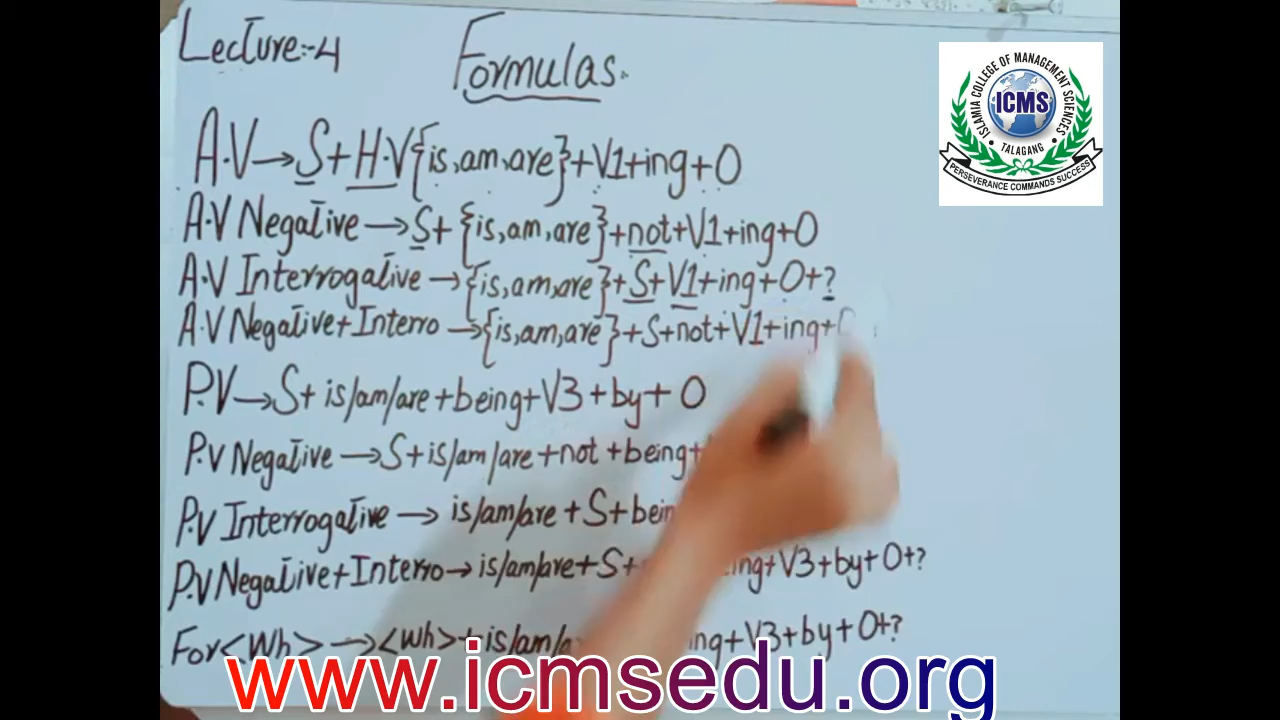 Lecture:-4
Formulas.
A.V→S+H.V{is,am,are}+V1+ing+O
A.V Negative→S+{is,am,are}+not+V1+ing+O
A.V Interrogative→{is,am,are}+S+V1+ing+O+?
A.V Negative+Interro→{is,am,are}+S+not+V1+ing+
P.V→S+ is/am/are+being+V3+by+O
P.V Negative→S+is/am/are+not+being+
P.V Interrogative→ is/am/are+S+
P.V Negative+Interro→is/am/are+S+ +V3+by+O+?
For<Wh>→<Wh>+is/am/ +V3+by+O+?
ISLAMIA COLLEGE OF MANAGEMENT SCIENCES
ICMS
TALAGANG
PERSEVERANCE COMMANDS SUCCESS
www.icmsedu.org